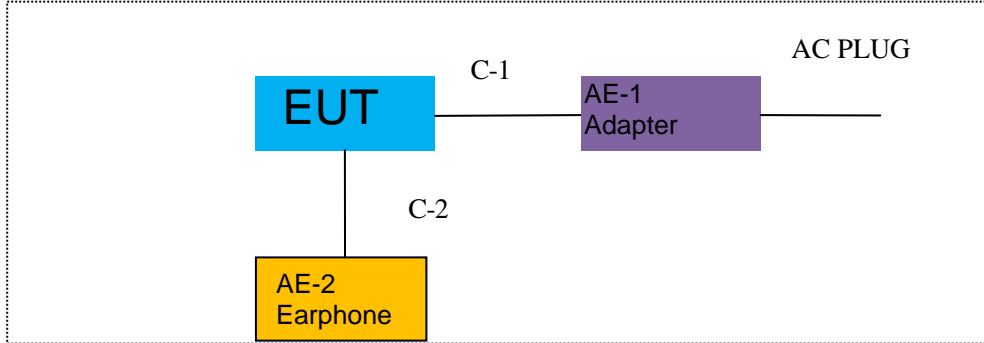 AC PLUG
C-1
EUT
AE-1
Adapter
C-2
AE-2
Earphone